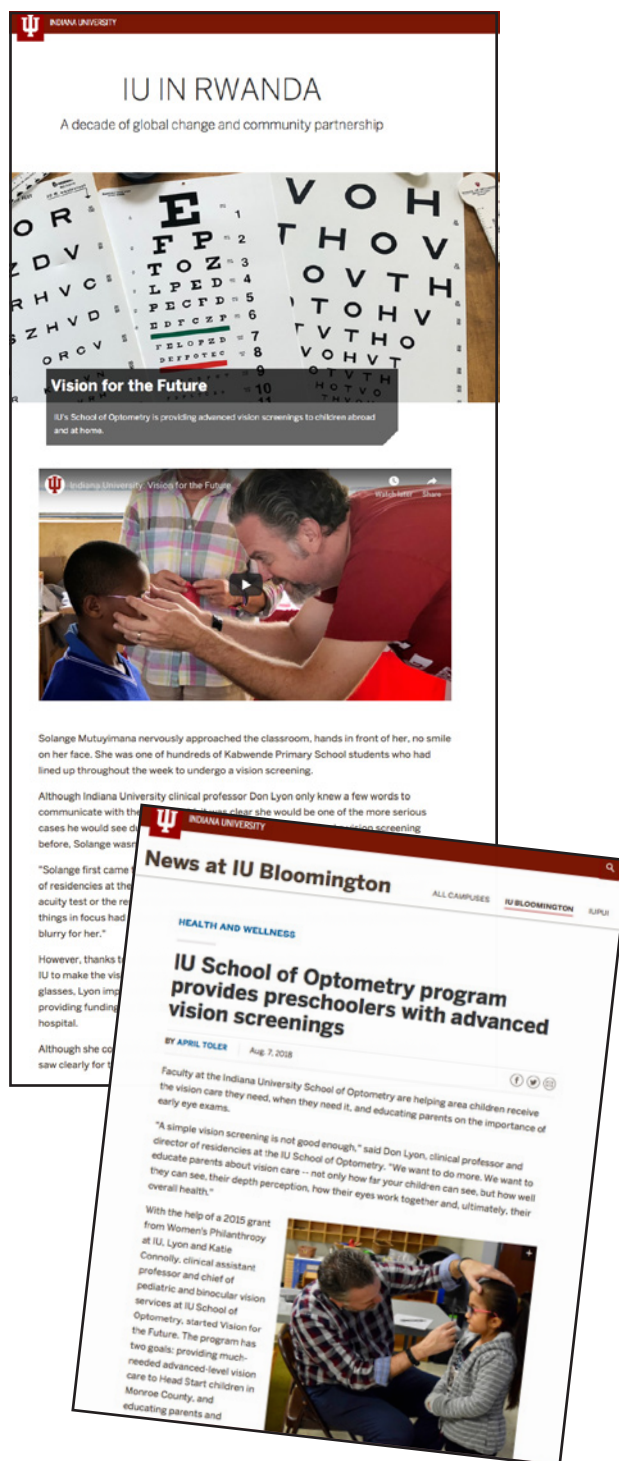 INDIANA UNIVERSITY
IU IN RWANDA
A decade of global change and community partnership
O R
Z D V
R H V C
S Z H V D
O R C V
E 1
F P 2
T O Z 3
L P E D 4
P E C F D 5
E D F C Z P 6
F E L O P Z D 7
D E F P O T E C 8
9
10
11
V O H
T H O V
O V T H
T O H V
T V T H O
V O H V T
O T V T H
H O T V O
Vision for the Future
IU's School of Optometry is providing advanced vision screenings to children abroad
and at home.
Indiana University: Vision for the Future
Watch later
Share
Solange Mutuyimana nervously approached the classroom, hands in front of her, no smile
on her face. She was one of hundreds of Kabwende Primary School students who had
lined up throughout the week to undergo a vision screening.
Although Indiana University clinical professor Don Lyon only knew a few words to
communicate with the was clear she would be one of the more serious
cases he would see du vision screening
before, Solange wasn
"Solange first came
of residencies at the
acuity test or the re
things in focus had
blurry for her."
However, thanks t
IU to make the vis
glasses, Lyon imp
providing funding
hospital.
Although she co
saw clearly for t
INDIANA UNIVERSITY
News at IU Bloomington
ALL CAMPUSES
IU BLOOMINGTON
IUPUI
HEALTH AND WELLNESS
IU School of Optometry program
provides preschoolers with advanced
vision screenings
BY APRIL TOLER
Aug. 7, 2018
Faculty at the Indiana University School of Optometry are helping area children receive
the vision care they need, when they need it, and educating parents on the importance of
early eye exams.
"A simple vision screening is not good enough," said Don Lyon, clinical professor and
director of residencies at the IU School of Optometry. "We want to do more. We want to
educate parents about vision care -- not only how far your children can see, but how well
they can see, their depth perception, how their eyes work together and, ultimately, their
overall health."
With the help of a 2015 grant
from Women's Philanthropy
at IU, Lyon and Katie
Connolly, clinical assistant
professor and chief of
pediatric and binocular vision
services at IU School of
Optometry, started Vision for
the Future. The program has
two goals: providing much-
needed advanced-level vision
care to Head Start children in
Monroe County, and
educating parents and